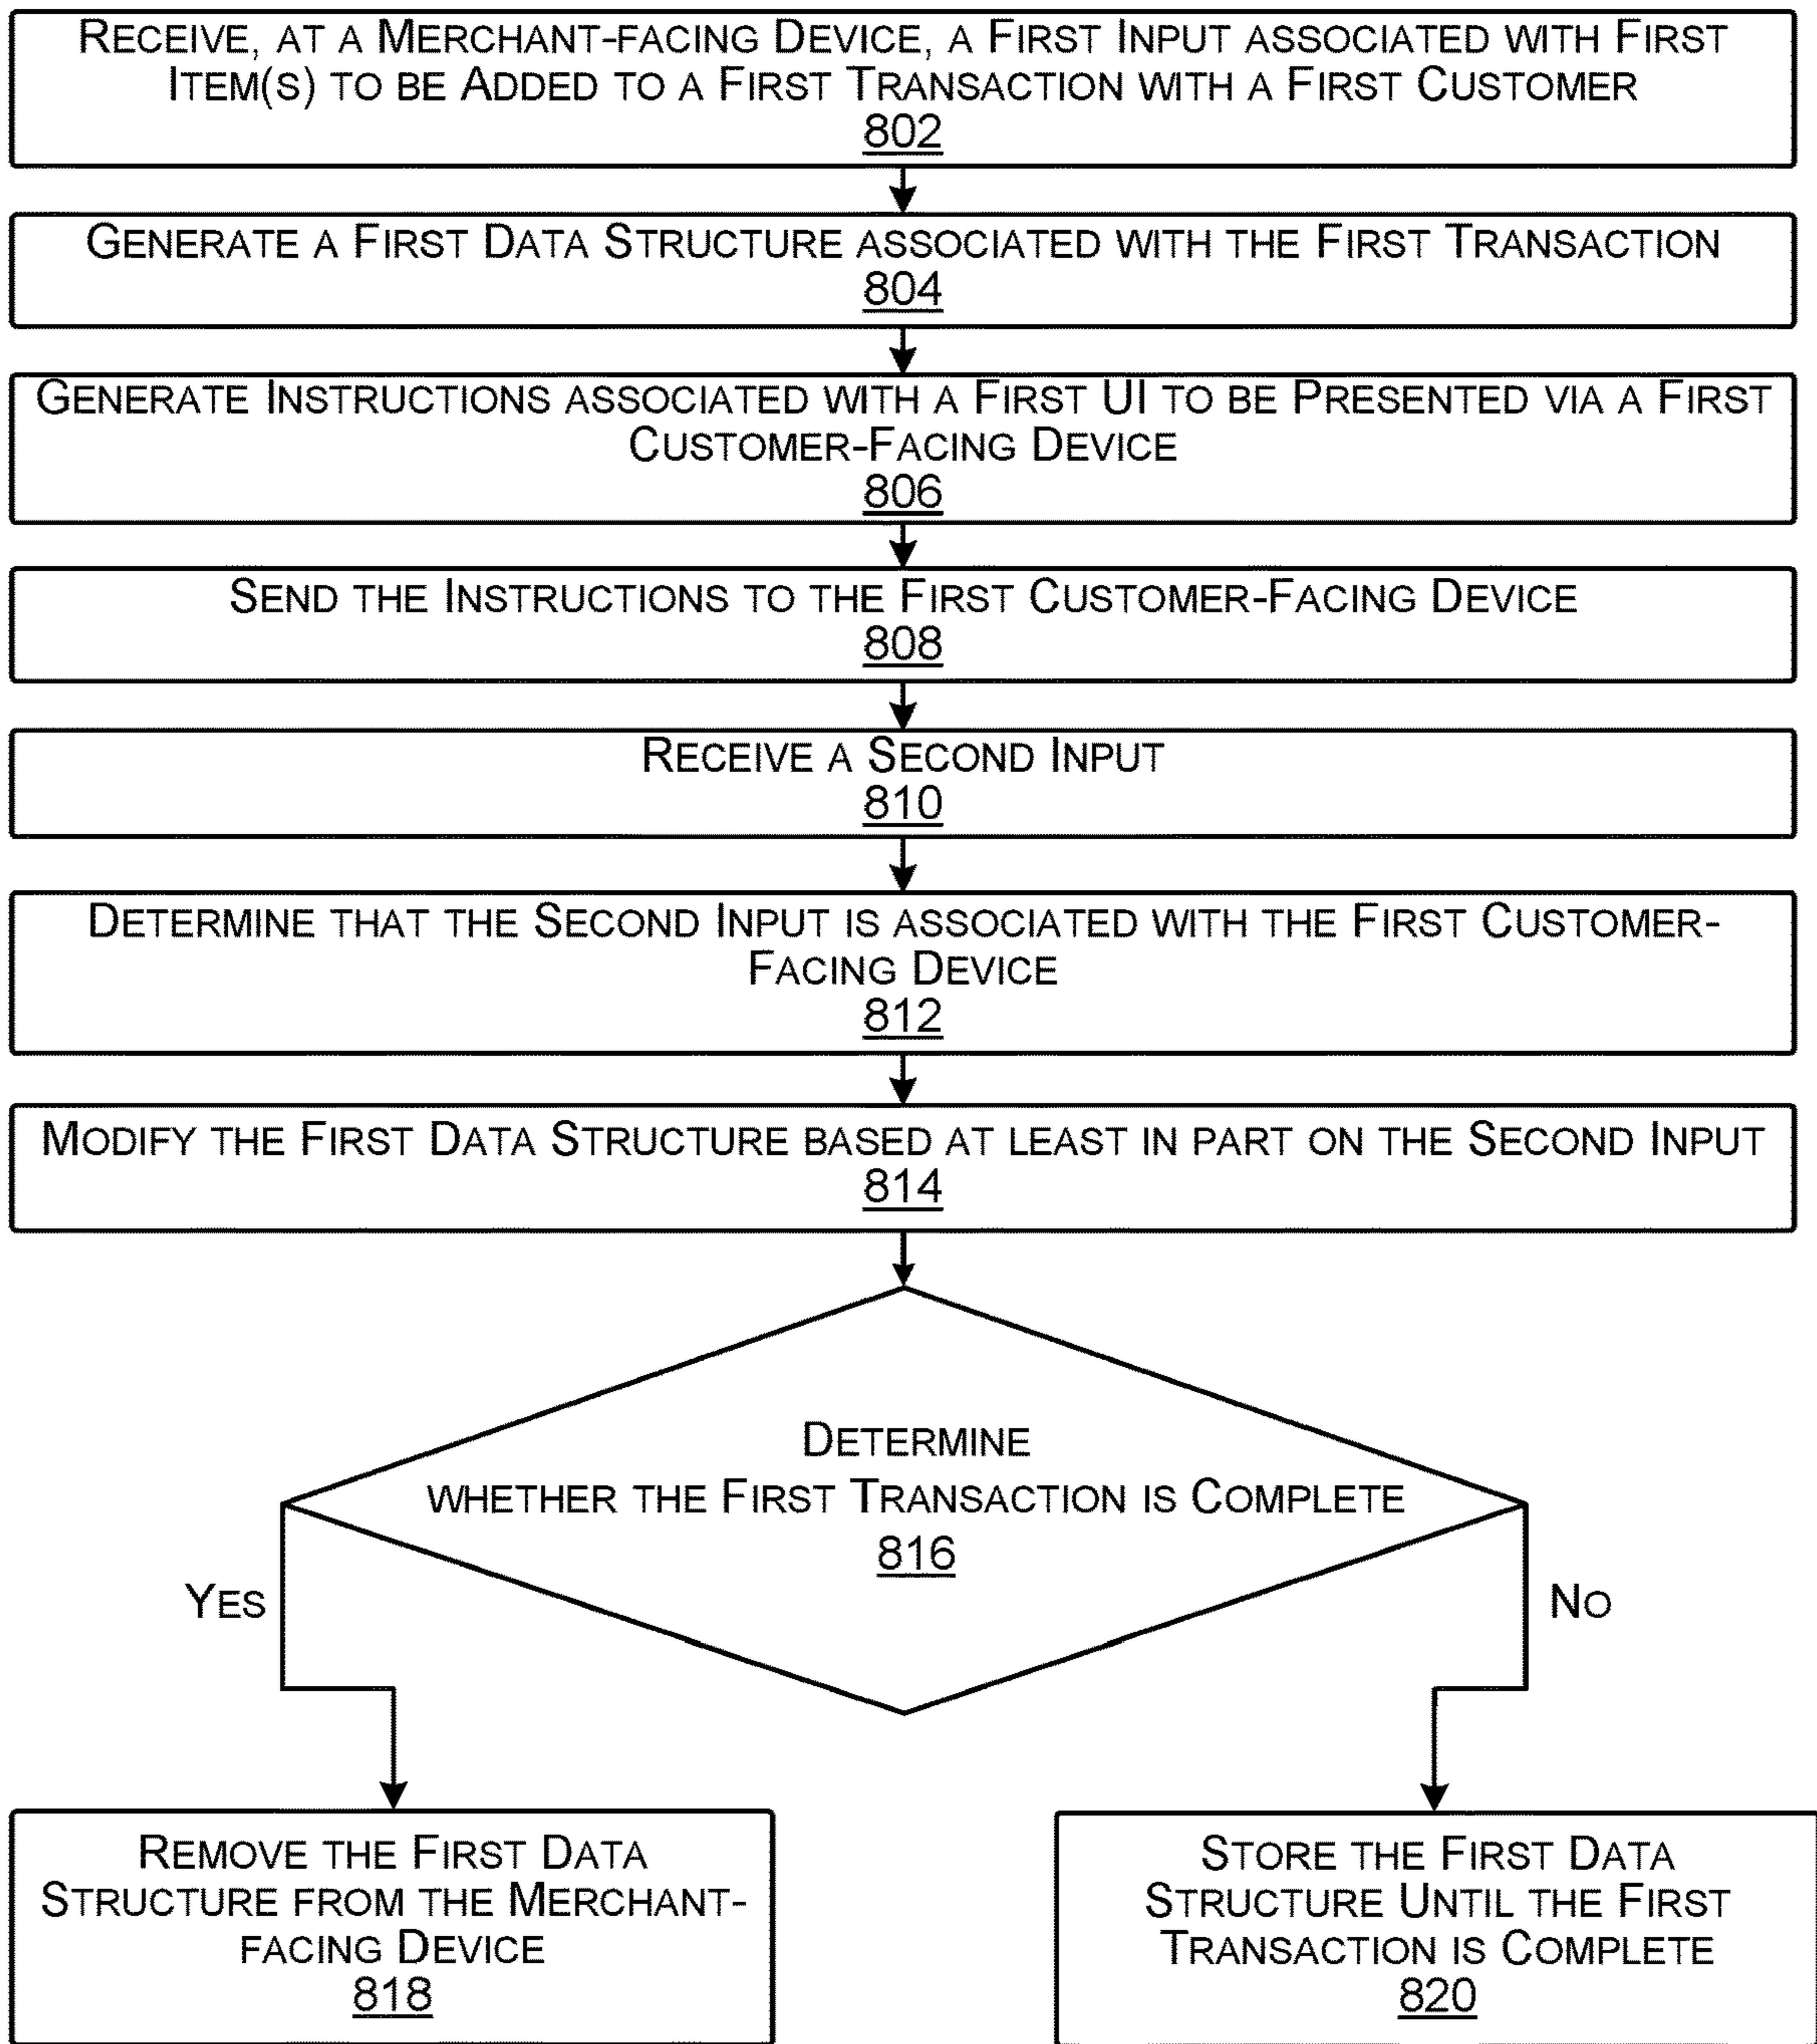 RECEIVE, AT A MERCHANT-FACING DEVICE, A FIRST INPUT ASSOCIATED WITH FIRST
ITEM(S) TO BE ADDED TO A FIRST TRANSACTION WITH A FIRST CUSTOMER
802
GENERATE A FIRST DATA STRUCTURE ASSOCIATED WITH THE FIRST TRANSACTION
804
GENERATE INSTRUCTIONS ASSOCIATED WITH A FIRST UI TO BE PRESENTED VIA A FIRST
CUSTOMER-FACING DEVICE
806
SEND THE INSTRUCTIONS TO THE FIRST CUSTOMER-FACING DEVICE
808
RECEIVE A SECOND INPUT
810
DETERMINE THAT THE SECOND INPUT IS ASSOCIATED WITH THE FIRST CUSTOMER-
FACING DEVICE
812
MODIFY THE FIRST DATA STRUCTURE BASED AT LEAST IN PART ON THE SECOND INPUT
814
DETERMINE
WHETHER THE FIRST TRANSACTION IS COMPLETE
816
YES
NO
REMOVE THE FIRST DATA
STRUCTURE FROM THE MERCHANT-
FACING DEVICE
818
STORE THE FIRST DATA
STRUCTURE UNTIL THE FIRST
TRANSACTION IS COMPLETE
820